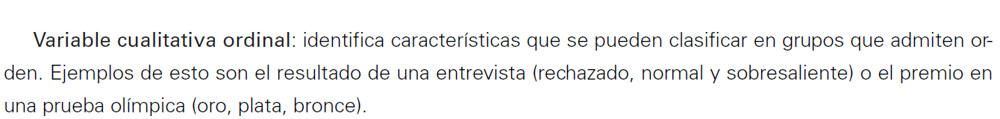 Variable cualitativa ordinal: identifica características que se pueden clasificar en grupos que admiten or-
den. Ejemplos de esto son el resultado de una entrevista (rechazado, normal y sobresaliente) o el premio en
una prueba olímpica (oro, plata, bronce).